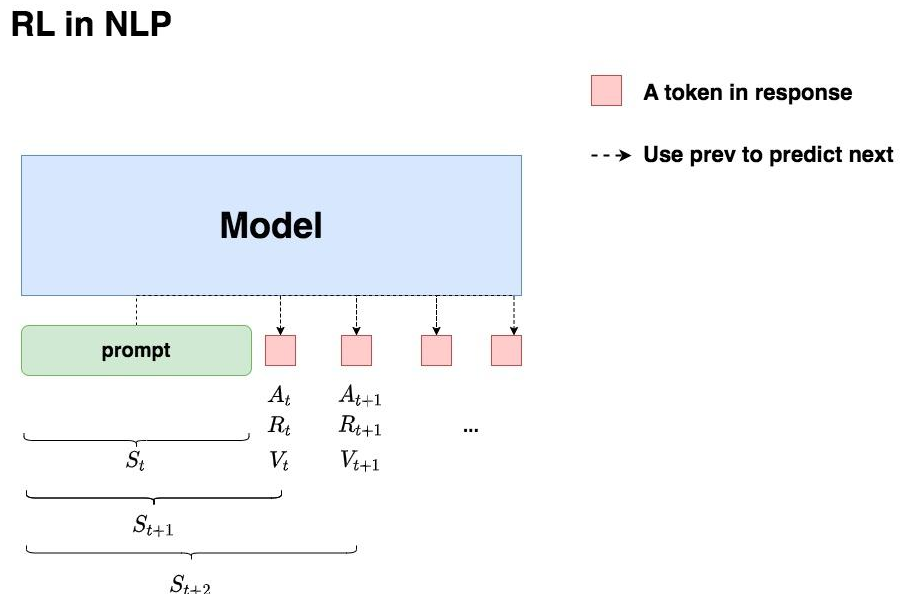 RL in NLP
A token in response
Use prev to predict next
Model
prompt
A_t A_{t+1}
R_t R_{t+1} ...
V_t V_{t+1}
S_t
S_{t+1}
S_{t+2}